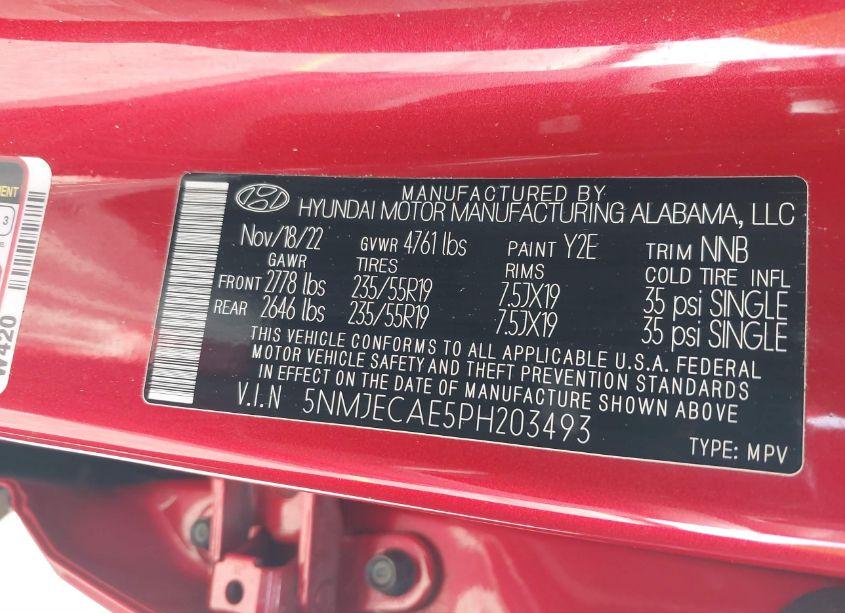 MENT
3
W420
MANUFACTURED BY
HYUNDAI MOTOR MANUFACTURING ALABAMA, LLC
Nov/18/22 GVWR 4761 lbs PAINT Y2E TRIM NNB
GAWR TIRES RIMS COLD TIRE INFL
FRONT 2778 lbs 235/55R19 7.5JX19 35 psi SINGLE
REAR 2646 lbs 235/55R19 7.5JX19 35 psi SINGLE
THIS VEHICLE CONFORMS TO ALL APPLICABLE U.S.A. FEDERAL
MOTOR VEHICLE SAFETY AND THEFT PREVENTION STANDARDS
IN EFFECT ON THE DATE OF MANUFACTURE SHOWN ABOVE
V.I.N 5NMJECAE5PH203493
TYPE: MPV